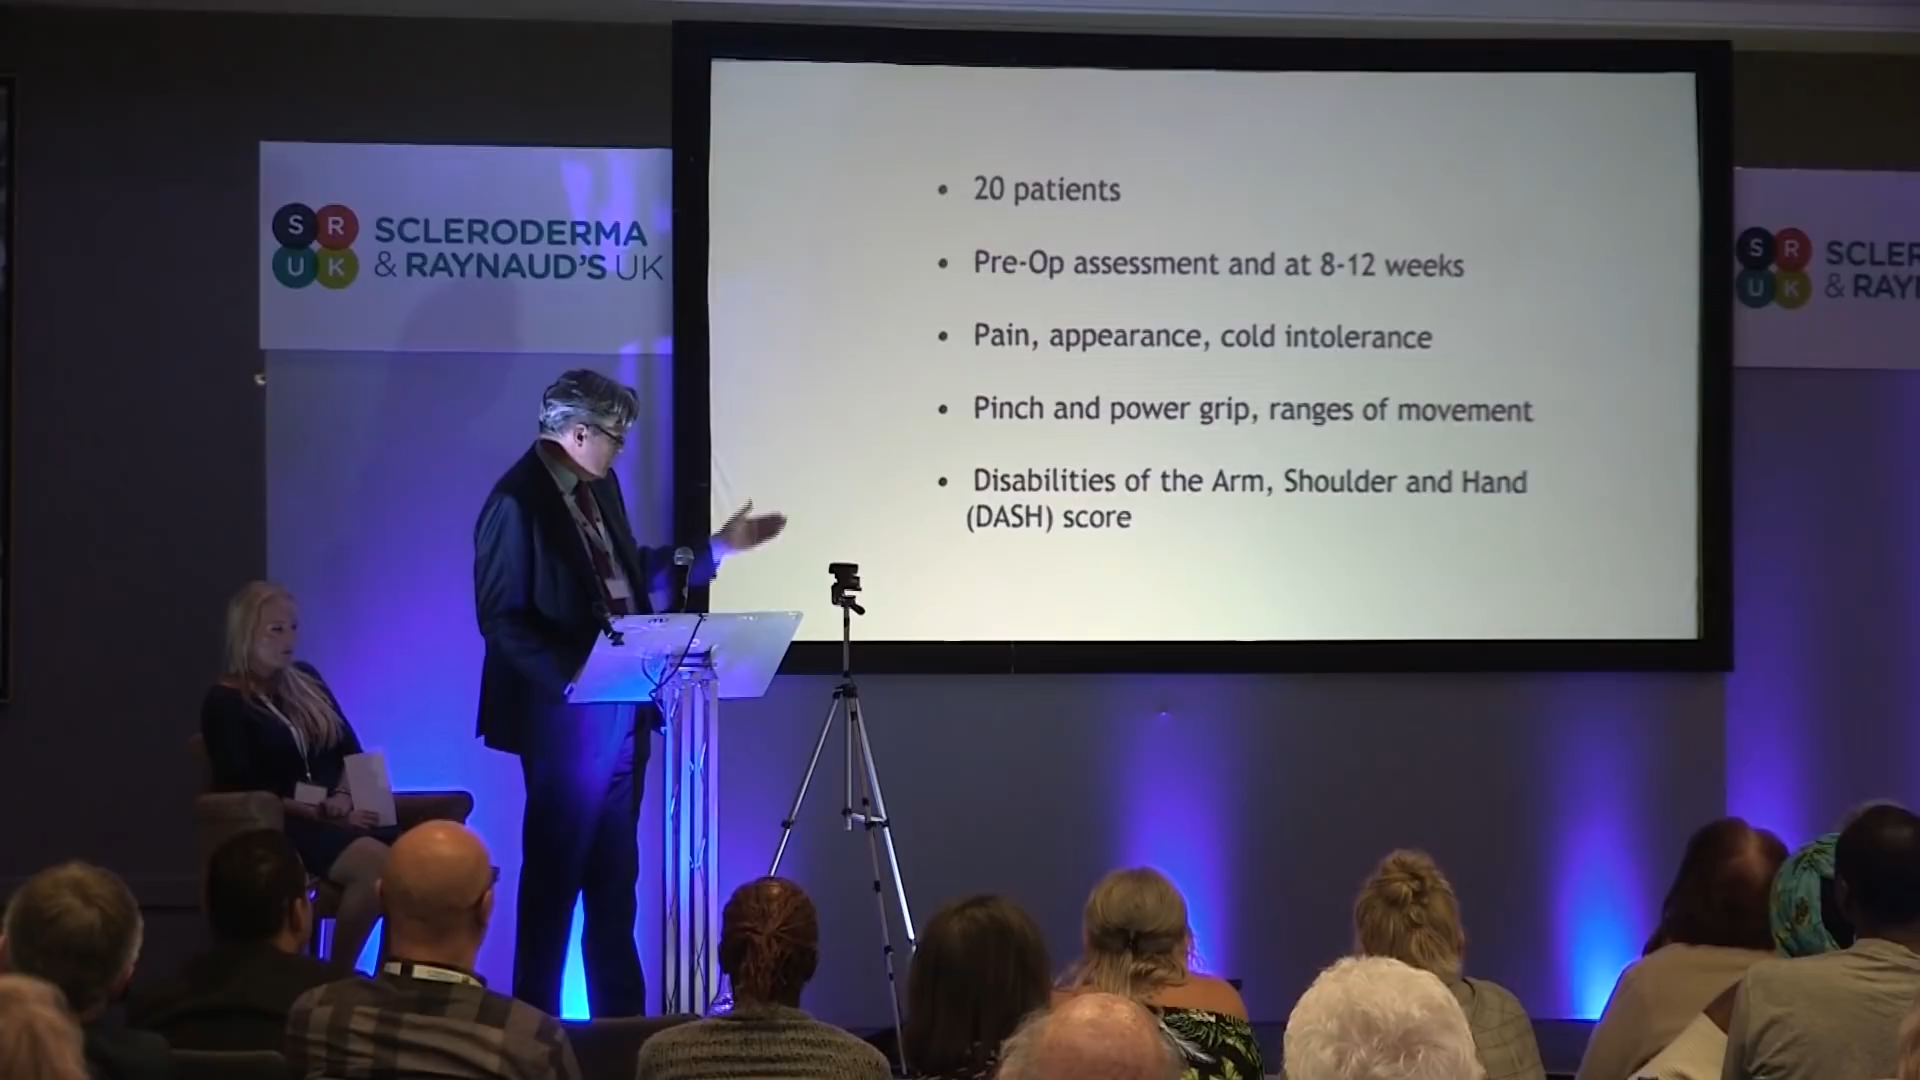 S R
U K
SCLERODERMA
& RAYNAUD'S UK
• 20 patients
• Pre-Op assessment and at 8-12 weeks
• Pain, appearance, cold intolerance
• Pinch and power grip, ranges of movement
• Disabilities of the Arm, Shoulder and Hand
(DASH) score
S R
U K
SCLER
& RAYN